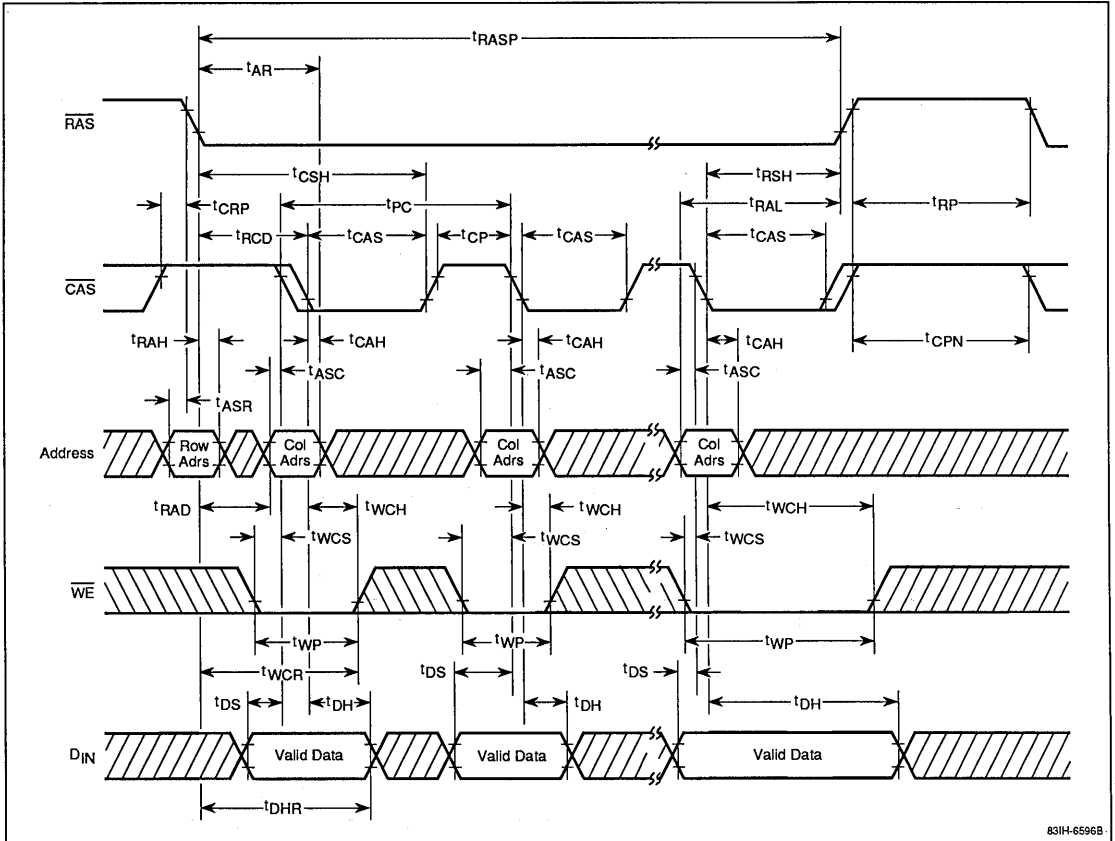 tRASP
tAR
RAS
tCSH
tRSH
tCRP
tPC
tRAL
tRP
tRCD
tCAS
tCP
tCAS
tCAS
CAS
tRAH
tCAH
tCAH
tCAH
tCPN
tASC
tASC
tASC
tASR
Address
Row Adrs
Col Adrs
Col Adrs
Col Adrs
tRAD
tWCH
tWCH
tWCH
tWCS
tWCS
tWCS
WE
tWP
tWP
tWP
tWCR
tDS
tDS
tDS
tDH
tDH
tDH
DIN
Valid Data
Valid Data
Valid Data
tDHR
83IH-6596B